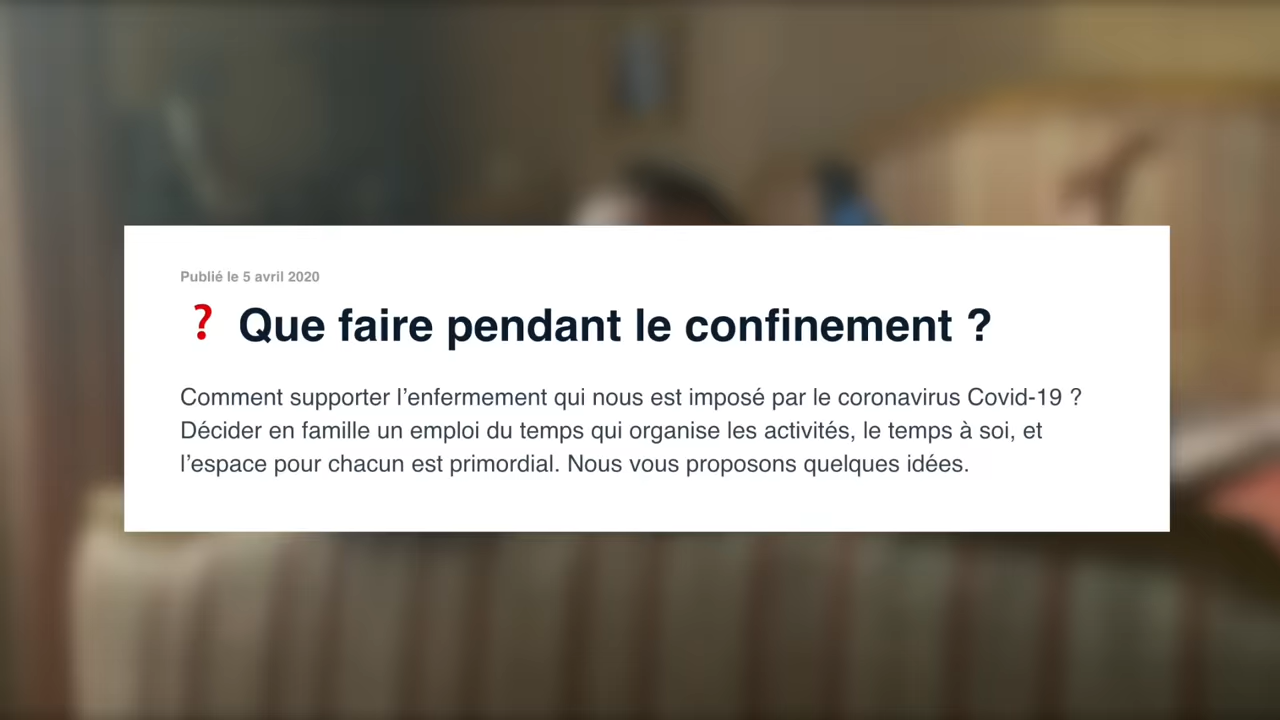 Publié le 5 avril 2020
❓ Que faire pendant le confinement ?
Comment supporter l’enfermement qui nous est imposé par le coronavirus Covid-19 ?
Décider en famille un emploi du temps qui organise les activités, le temps à soi, et
l’espace pour chacun est primordial. Nous vous proposons quelques idées.